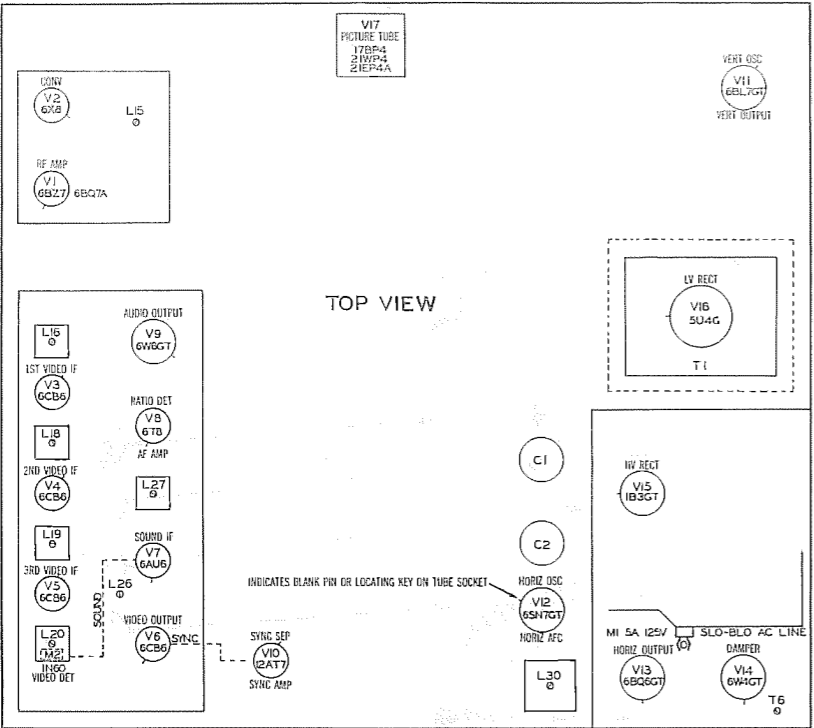 V17
PICTURE TUBE
17BP4
21WP4
21EP4A
VERT OSC
V11
6BL7GT
VERT OUTPUT
CONV
V2
6X8
L15
RF AMP
V1
6BZ7 6BQ7A
TOP VIEW
LV RECT
V16
5U4G
T1
L16
1ST VIDEO IF
V3
6CB6
L18
2ND VIDEO IF
V4
6CB6
L19
3RD VIDEO IF
V5
6CB6
L20
M2
IN60
VIDEO DET
SOUND
AUDIO OUTPUT
V9
6W6GT
RATIO DET
V8
6T8
AF AMP
L27
SOUND IF
V7
6AU6
L26
VIDEO OUTPUT
V6
6CB6
SYNC
SYNC SEP
V10
12AT7
SYNC AMP
C1
C2
INDICATES BLANK PIN OR LOCATING KEY ON TUBE SOCKET
HORIZ OSC
V12
6SN7GT
HORIZ AFC
L30
HV RECT
V15
1B3GT
M1 5A 125V SLO-BLO AC LINE
HORIZ OUTPUT
V13
6BQ6GT
DAMPER
V14
6W4GT
T6